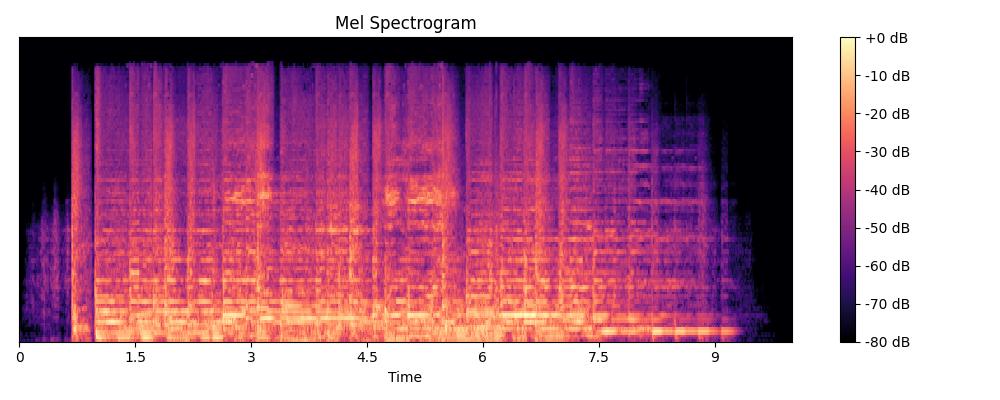 Mel Spectrogram
+0 dB
-10 dB
-20 dB
-30 dB
-40 dB
-50 dB
-60 dB
-70 dB
-80 dB
0 1.5 3 4.5 6 7.5 9
Time